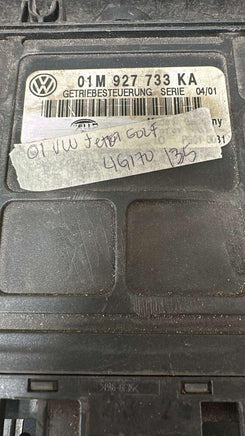 01M 927 733 KA
GETRIEBESTEUERUNG SERIE 04/01
01 VW Jetta Golf
46170 135